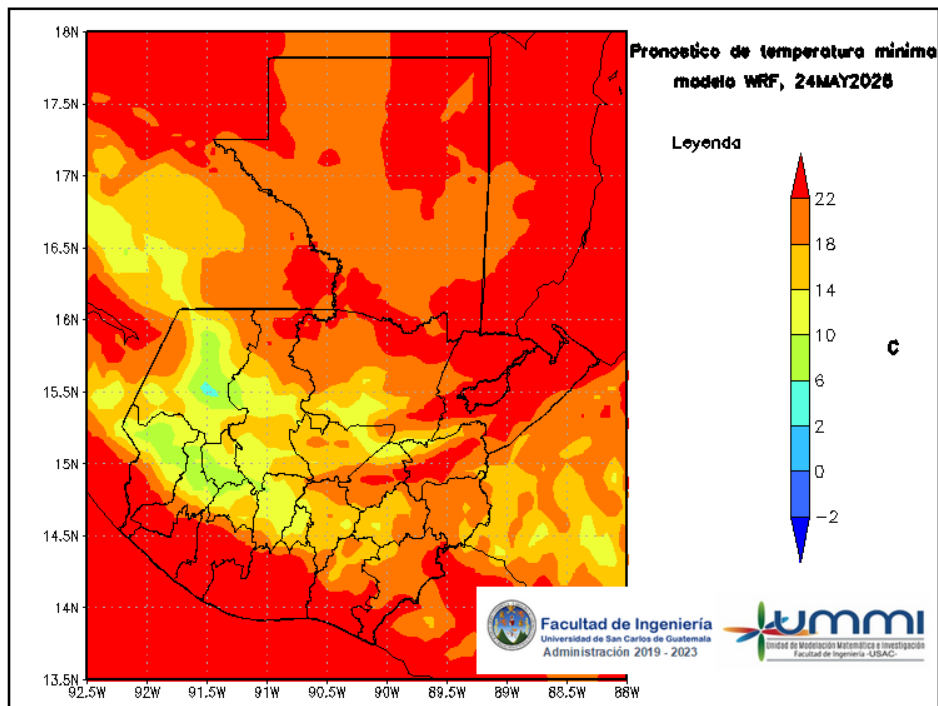 Pronostico de temperatura minima
modelo WRF, 24MAY2026
Leyenda
22
18
14
10
6
2
0
-2
C
18N
17.5N
17N
16.5N
16N
15.5N
15N
14.5N
14N
13.5N
92.5W 92W 91.5W 91W 90.5W 90W 89.5W 89W 88.5W 88W
Facultad de Ingeniería
Universidad de San Carlos de Guatemala
Administración 2019 - 2023
ummi
Unidad de Modelación Matemática e Investigación
Facultad de Ingeniería -USAC-